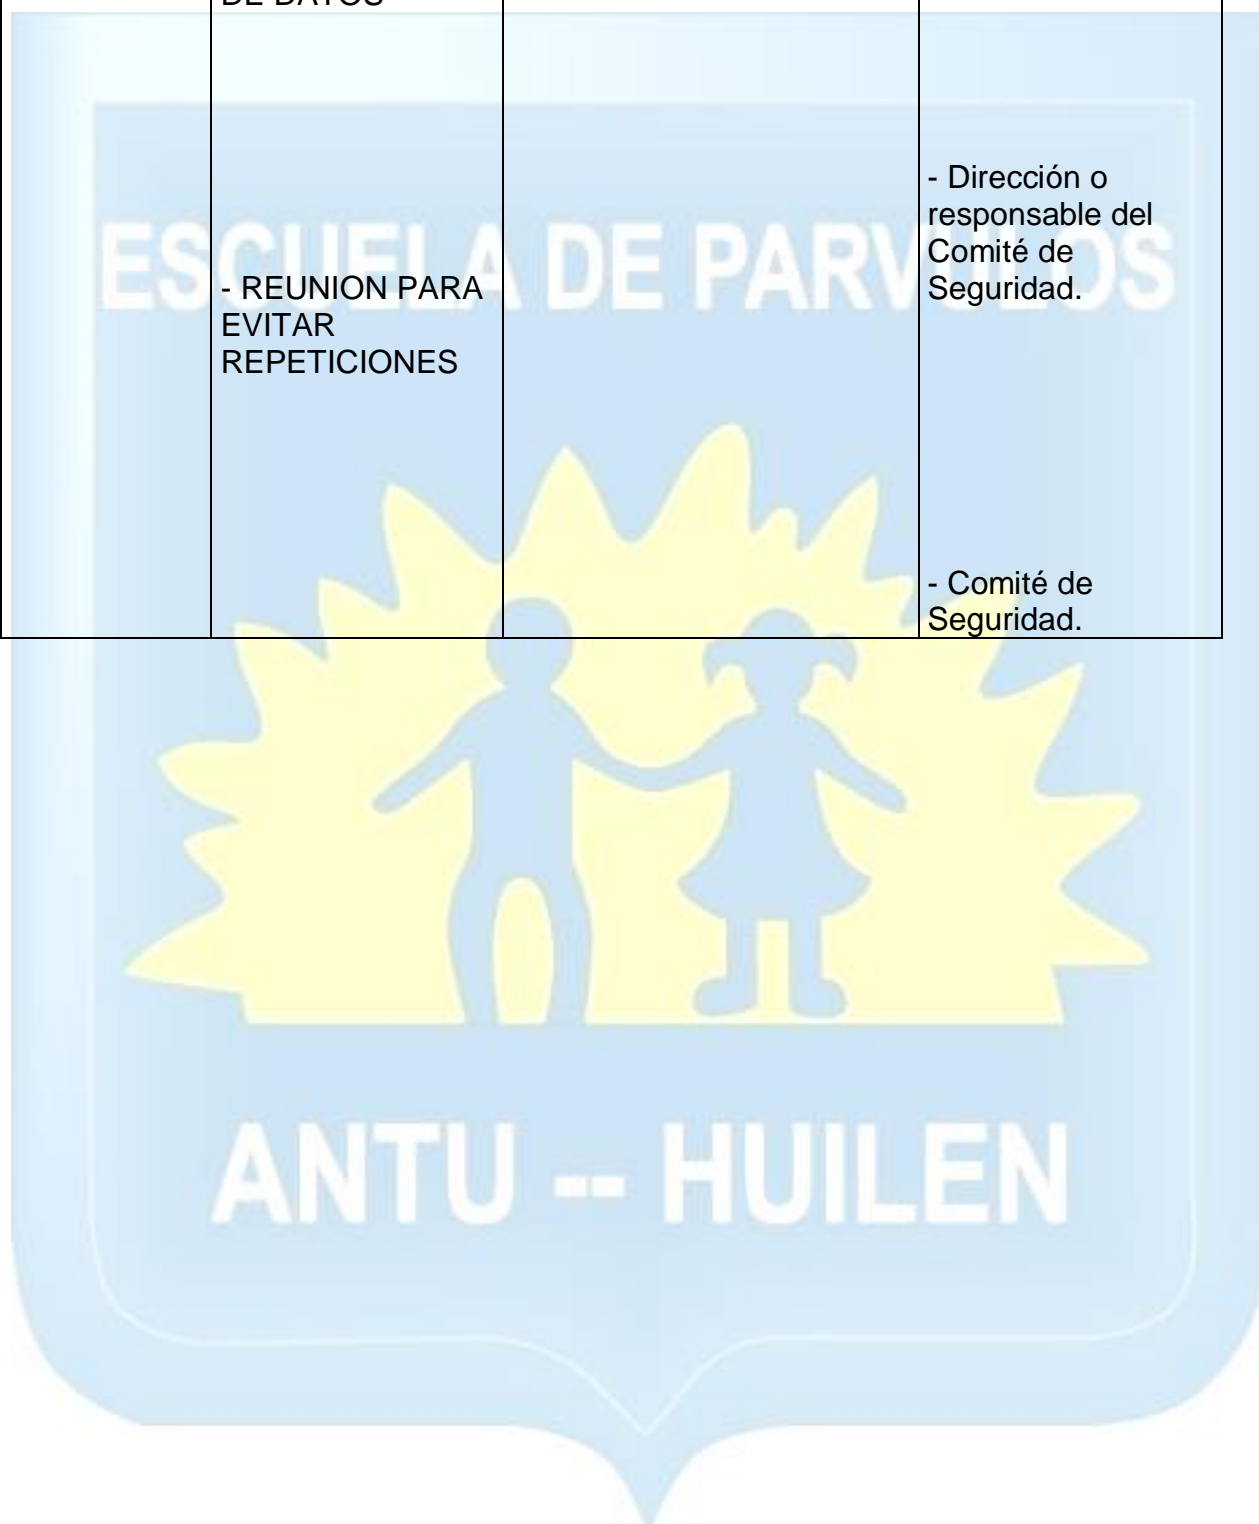 DE DATOS
- REUNION PARA
EVITAR
REPETICIONES
- Dirección o
responsable del
Comité de
Seguridad.
- Comité de
Seguridad.
ESCUELA DE PARVULOS
ANTU -- HUILEN